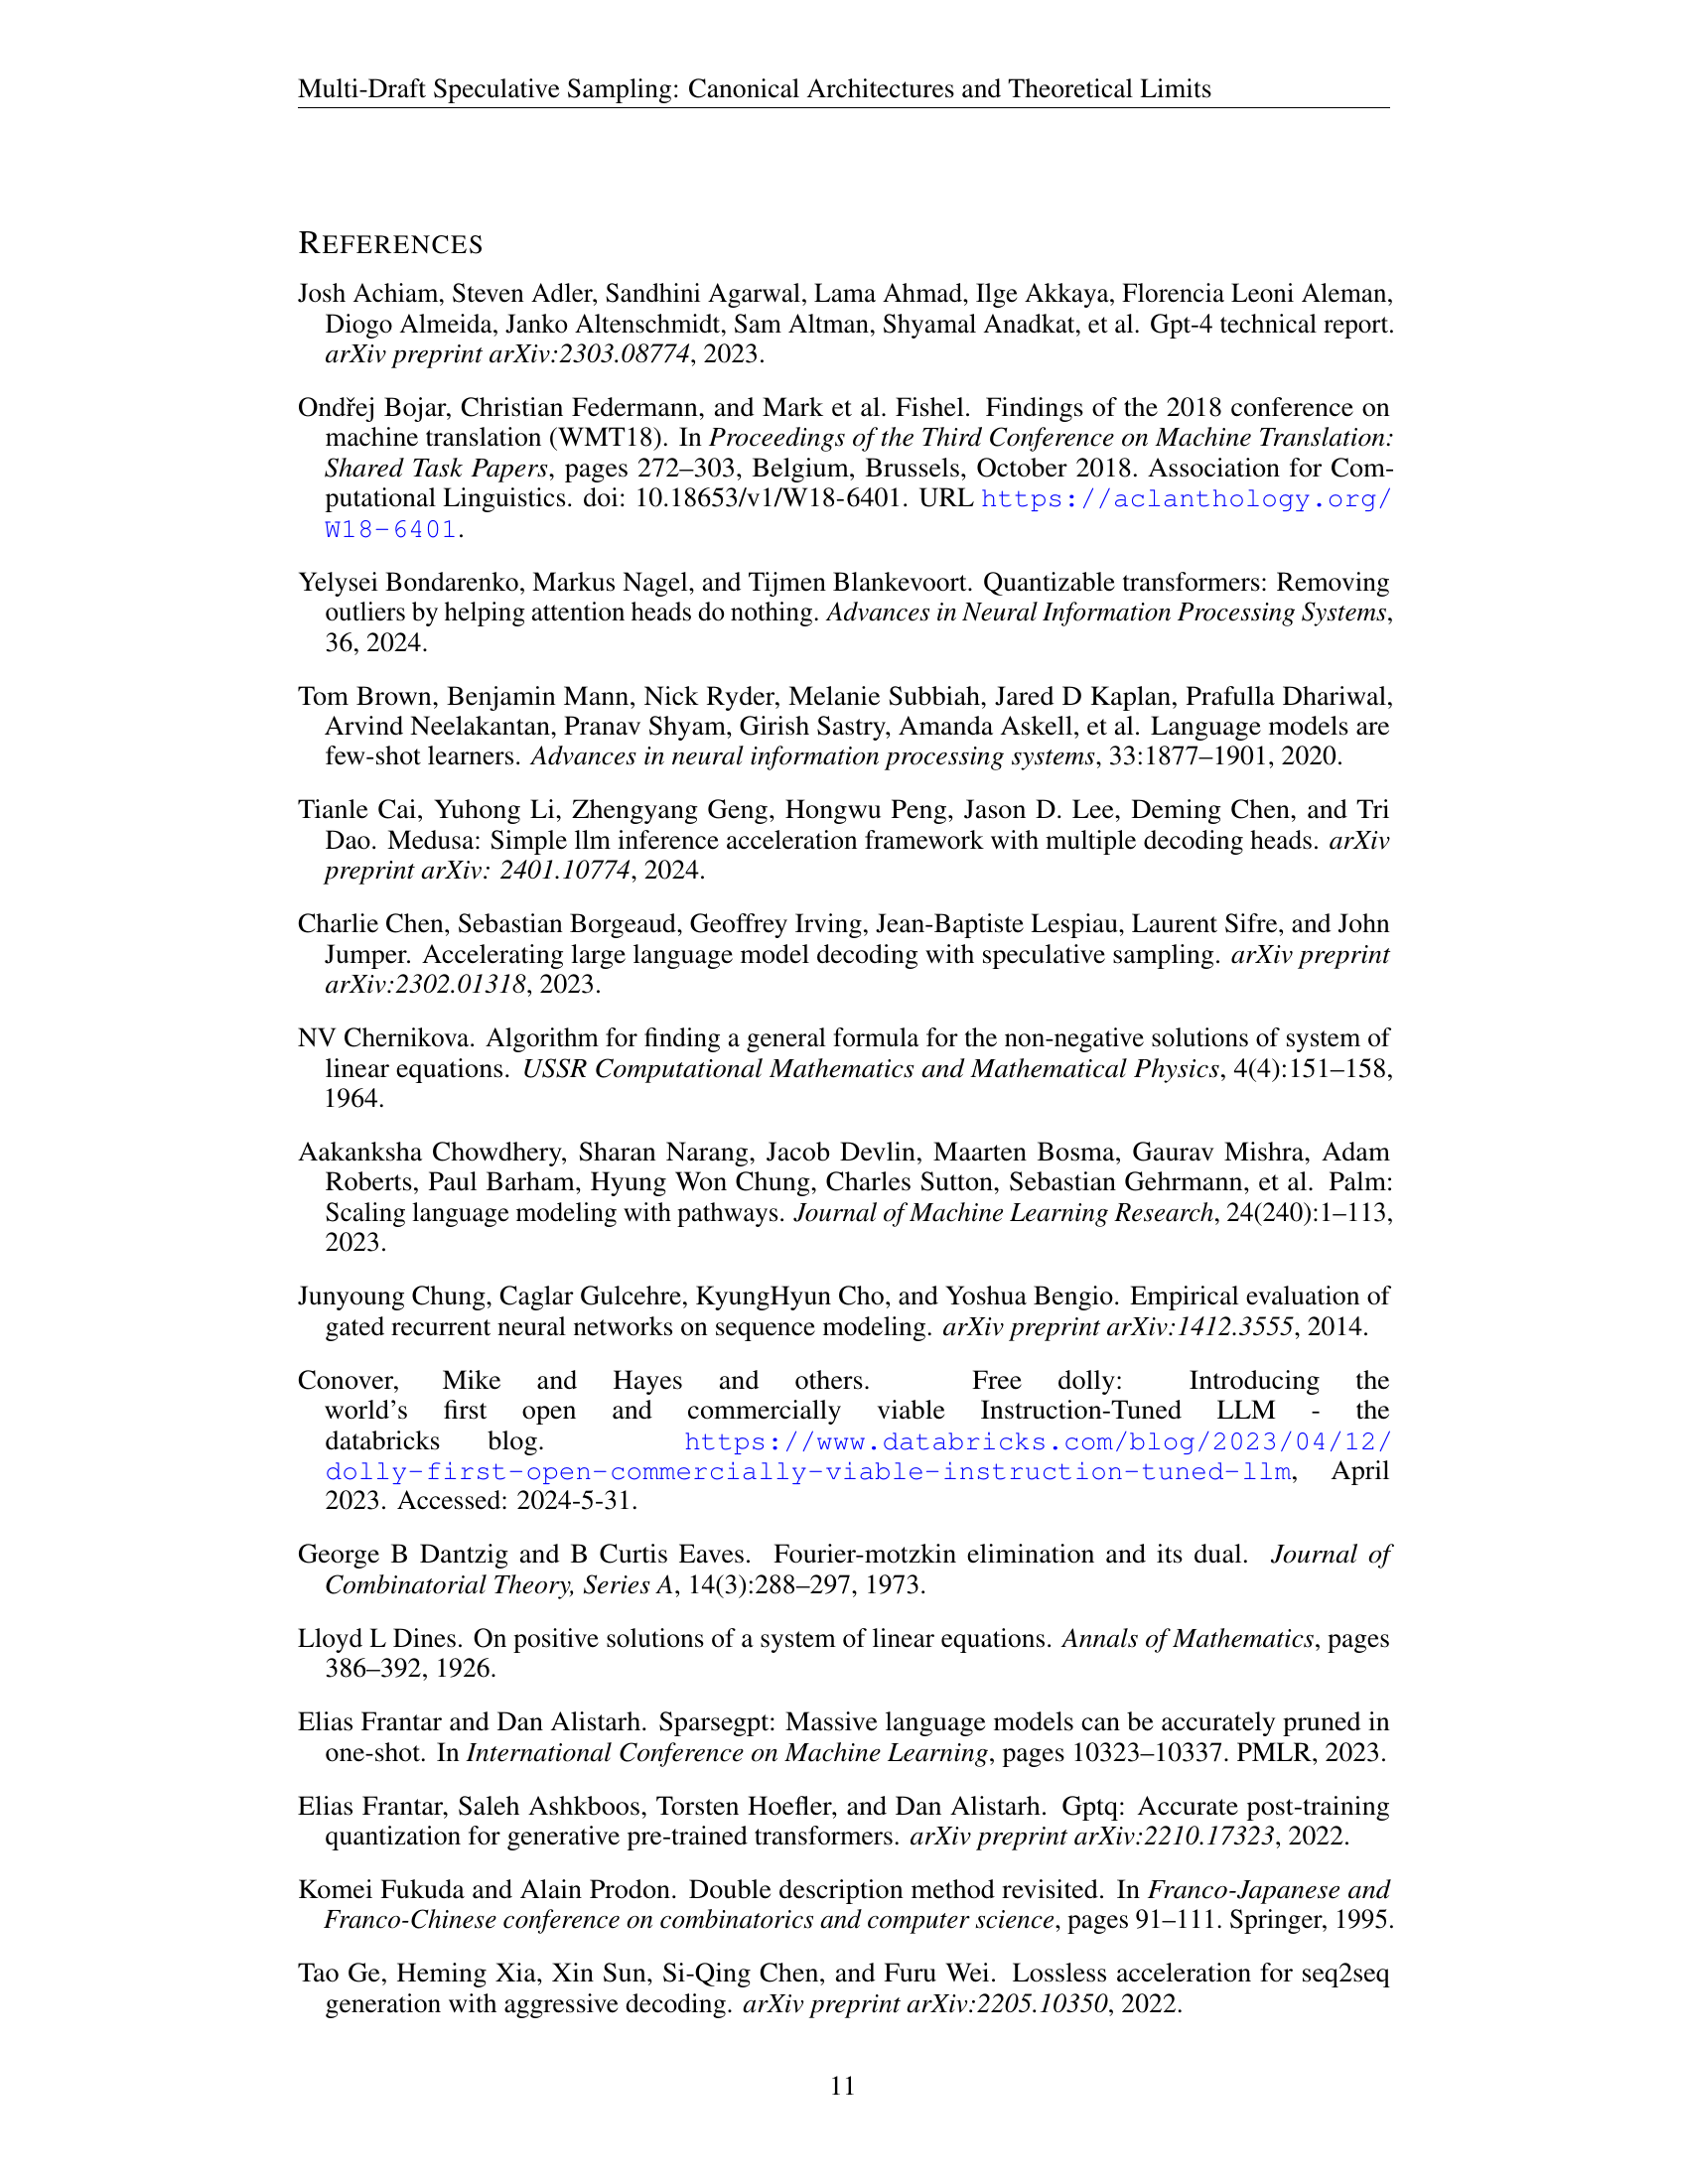 Multi-Draft Speculative Sampling: Canonical Architectures and Theoretical Limits
REFERENCES
Josh Achiam, Steven Adler, Sandhini Agarwal, Lama Ahmad, Ilge Akkaya, Florencia Leoni Aleman,
Diogo Almeida, Janko Altenschmidt, Sam Altman, Shyamal Anadkat, et al. Gpt-4 technical report.
arXiv preprint arXiv:2303.08774, 2023.
Ondřej Bojar, Christian Federmann, and Mark et al. Fishel. Findings of the 2018 conference on
machine translation (WMT18). In Proceedings of the Third Conference on Machine Translation:
Shared Task Papers, pages 272–303, Belgium, Brussels, October 2018. Association for Com-
putational Linguistics. doi: 10.18653/v1/W18-6401. URL https://aclanthology.org/
W18-6401.
Yelysei Bondarenko, Markus Nagel, and Tijmen Blankevoort. Quantizable transformers: Removing
outliers by helping attention heads do nothing. Advances in Neural Information Processing Systems,
36, 2024.
Tom Brown, Benjamin Mann, Nick Ryder, Melanie Subbiah, Jared D Kaplan, Prafulla Dhariwal,
Arvind Neelakantan, Pranav Shyam, Girish Sastry, Amanda Askell, et al. Language models are
few-shot learners. Advances in neural information processing systems, 33:1877–1901, 2020.
Tianle Cai, Yuhong Li, Zhengyang Geng, Hongwu Peng, Jason D. Lee, Deming Chen, and Tri
Dao. Medusa: Simple llm inference acceleration framework with multiple decoding heads. arXiv
preprint arXiv: 2401.10774, 2024.
Charlie Chen, Sebastian Borgeaud, Geoffrey Irving, Jean-Baptiste Lespiau, Laurent Sifre, and John
Jumper. Accelerating large language model decoding with speculative sampling. arXiv preprint
arXiv:2302.01318, 2023.
NV Chernikova. Algorithm for finding a general formula for the non-negative solutions of system of
linear equations. USSR Computational Mathematics and Mathematical Physics, 4(4):151–158,
1964.
Aakanksha Chowdhery, Sharan Narang, Jacob Devlin, Maarten Bosma, Gaurav Mishra, Adam
Roberts, Paul Barham, Hyung Won Chung, Charles Sutton, Sebastian Gehrmann, et al. Palm:
Scaling language modeling with pathways. Journal of Machine Learning Research, 24(240):1–113,
2023.
Junyoung Chung, Caglar Gulcehre, KyungHyun Cho, and Yoshua Bengio. Empirical evaluation of
gated recurrent neural networks on sequence modeling. arXiv preprint arXiv:1412.3555, 2014.
Conover, Mike and Hayes and others. Free dolly: Introducing the
world's first open and commercially viable Instruction-Tuned LLM - the
databricks blog. https://www.databricks.com/blog/2023/04/12/
dolly-first-open-commercially-viable-instruction-tuned-llm, April
2023. Accessed: 2024-5-31.
George B Dantzig and B Curtis Eaves. Fourier-motzkin elimination and its dual. Journal of
Combinatorial Theory, Series A, 14(3):288–297, 1973.
Lloyd L Dines. On positive solutions of a system of linear equations. Annals of Mathematics, pages
386–392, 1926.
Elias Frantar and Dan Alistarh. Sparsegpt: Massive language models can be accurately pruned in
one-shot. In International Conference on Machine Learning, pages 10323–10337. PMLR, 2023.
Elias Frantar, Saleh Ashkboos, Torsten Hoefler, and Dan Alistarh. Gptq: Accurate post-training
quantization for generative pre-trained transformers. arXiv preprint arXiv:2210.17323, 2022.
Komei Fukuda and Alain Prodon. Double description method revisited. In Franco-Japanese and
Franco-Chinese conference on combinatorics and computer science, pages 91–111. Springer, 1995.
Tao Ge, Heming Xia, Xin Sun, Si-Qing Chen, and Furu Wei. Lossless acceleration for seq2seq
generation with aggressive decoding. arXiv preprint arXiv:2205.10350, 2022.
11